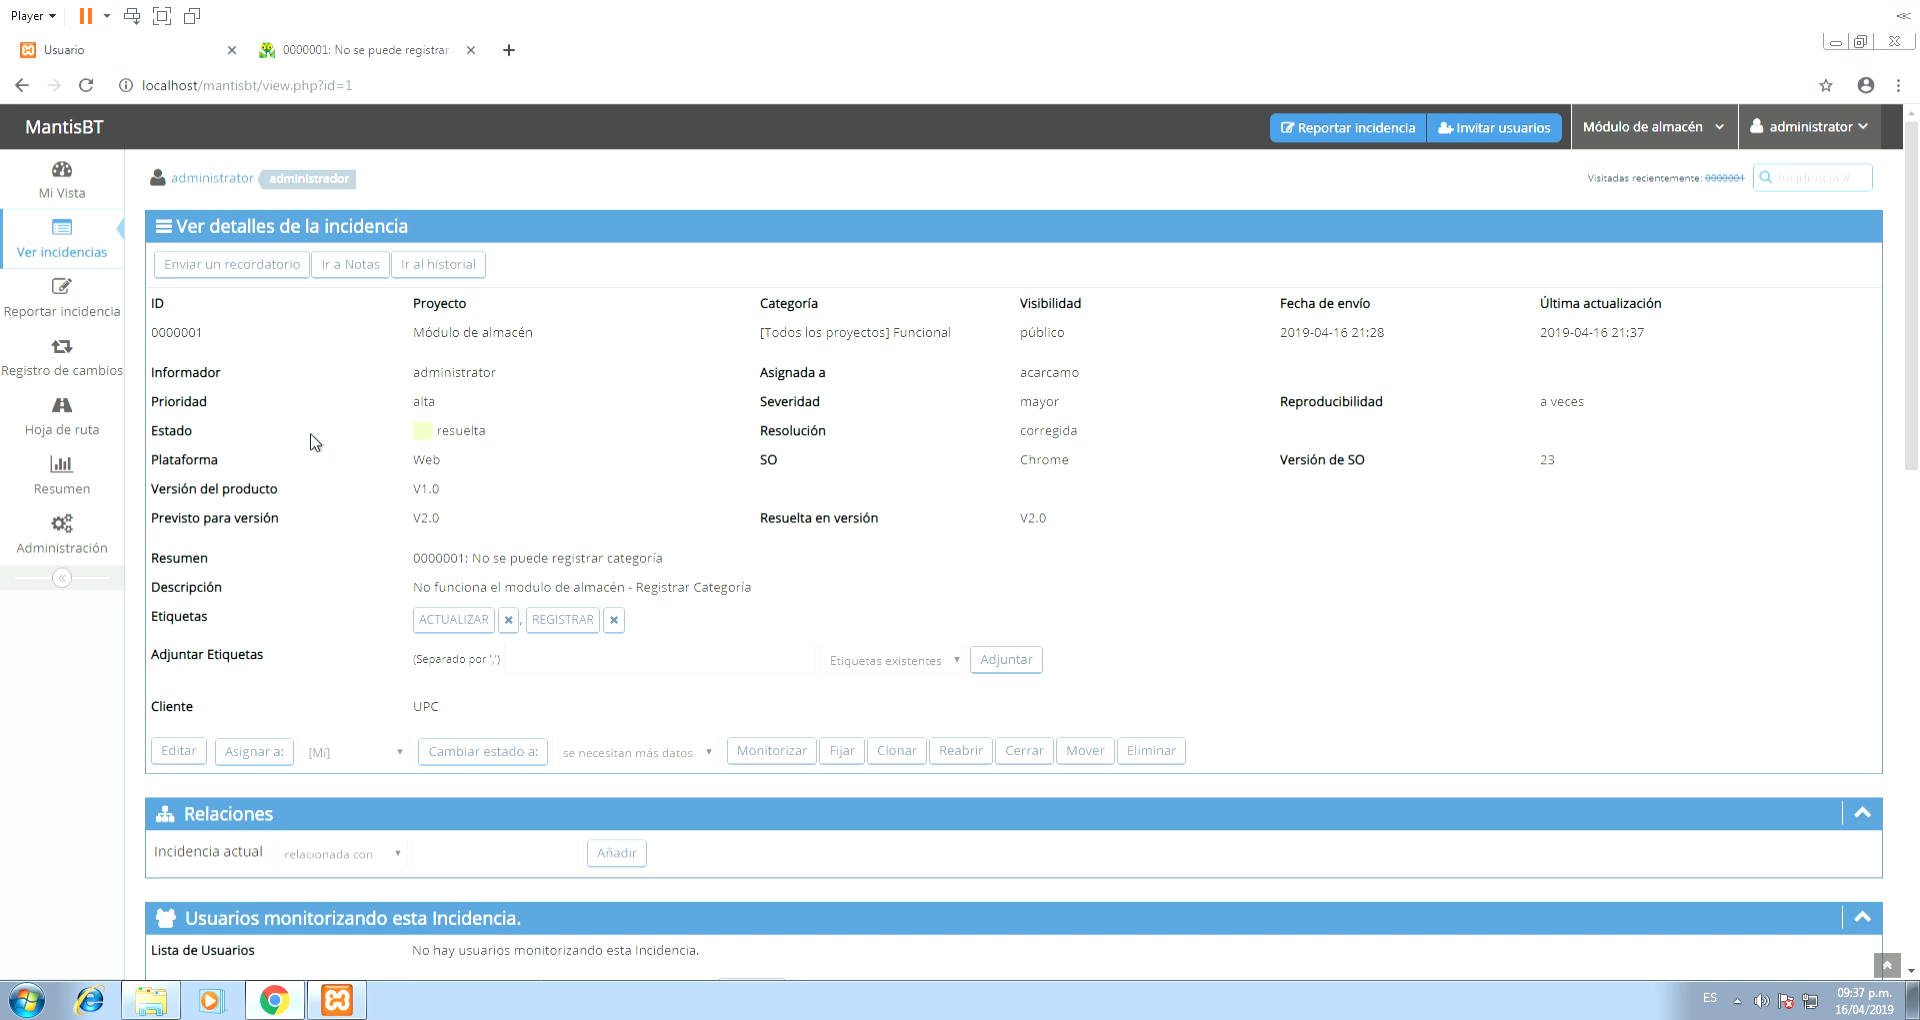 Player
Usuario
0000001: No se puede registrar
localhost/mantisbt/view.php?id=1
MantisBT
Reportar incidencia
Invitar usuarios
Módulo de almacén
administrator
Mi Vista
Ver incidencias
Reportar incidencia
Registro de cambios
Hoja de ruta
Resumen
Administración
administrator administrador
Visitadas recientemente: 0000001
Incidencia #
Ver detalles de la incidencia
Enviar un recordatorio Ir a Notas Ir al historial
ID Proyecto Categoría Visibilidad Fecha de envío Última actualización
0000001 Módulo de almacén [Todos los proyectos] Funcional público 2019-04-16 21:28 2019-04-16 21:37
Informador administrator Asignada a acarcamo
Prioridad alta Severidad mayor Reproducibilidad a veces
Estado resuelta Resolución corregida
Plataforma Web SO Chrome Versión de SO 23
Versión del producto V1.0
Previsto para versión V2.0 Resuelta en versión V2.0
Resumen 0000001: No se puede registrar categoría
Descripción No funciona el modulo de almacén - Registrar Categoría
Etiquetas ACTUALIZAR , REGISTRAR
Adjuntar Etiquetas (Separado por ',') Etiquetas existentes Adjuntar
Cliente UPC
Editar Asignar a: [Mí] Cambiar estado a: se necesitan más datos Monitorizar Fijar Clonar Reabrir Cerrar Mover Eliminar
Relaciones
Incidencia actual relacionada con Añadir
Usuarios monitorizando esta Incidencia.
Lista de Usuarios No hay usuarios monitorizando esta Incidencia.
ES
09:37 p.m.
16/04/2019